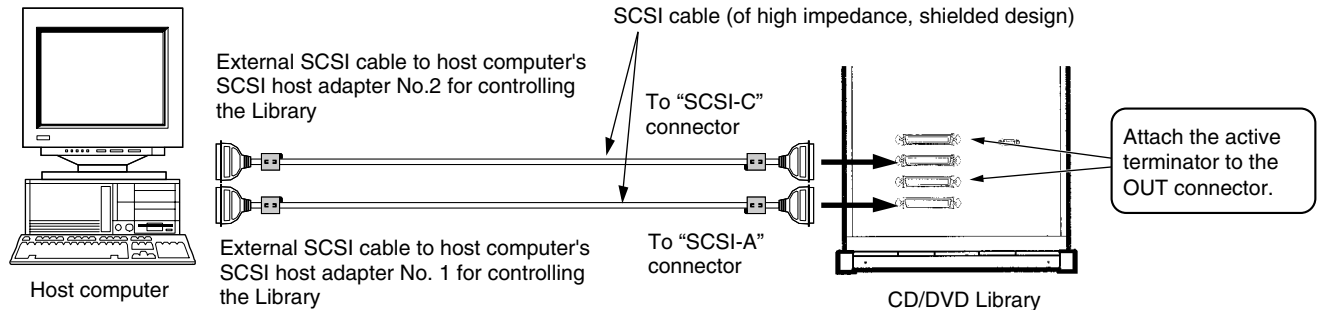 SCSI cable (of high impedance, shielded design)
External SCSI cable to host computer's
SCSI host adapter No.2 for controlling
the Library
To “SCSI-C”
connector
Attach the active
terminator to the
OUT connector.
External SCSI cable to host computer's
SCSI host adapter No. 1 for controlling
the Library
To “SCSI-A”
connector
Host computer
CD/DVD Library